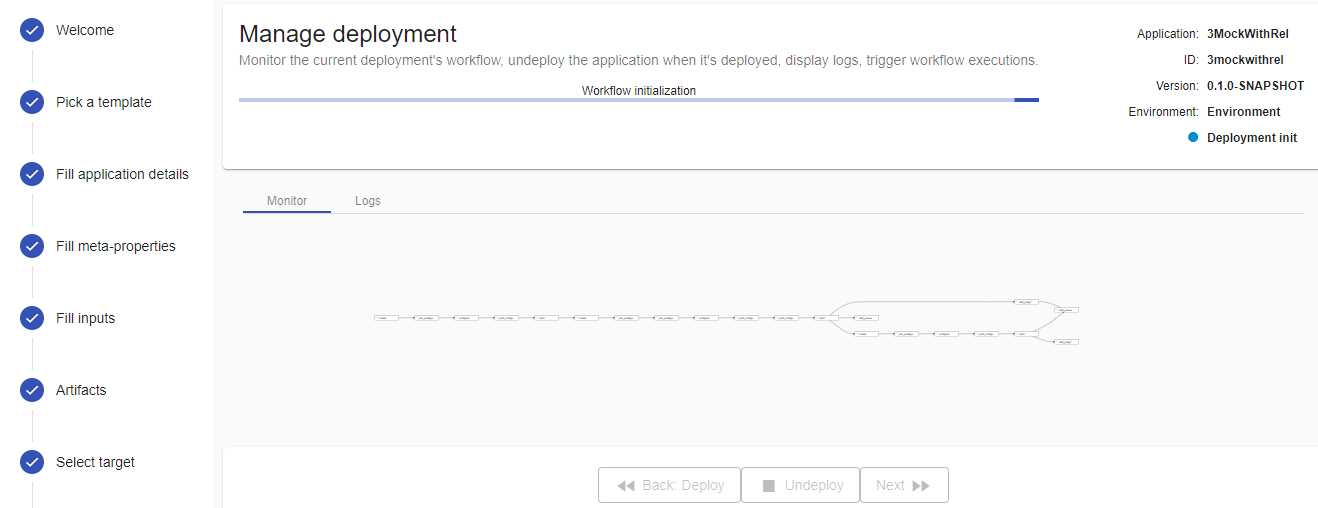 Welcome
Pick a template
Fill application details
Fill meta-properties
Fill inputs
Artifacts
Select target
Manage deployment
Monitor the current deployment's workflow, undeploy the application when it's deployed, display logs, trigger workflow executions.
Workflow initialization
Application: 3MockWithRel
ID: 3mockwithrel
Version: 0.1.0-SNAPSHOT
Environment: Environment
Deployment init
Monitor
Logs
Back: Deploy
Undeploy
Next